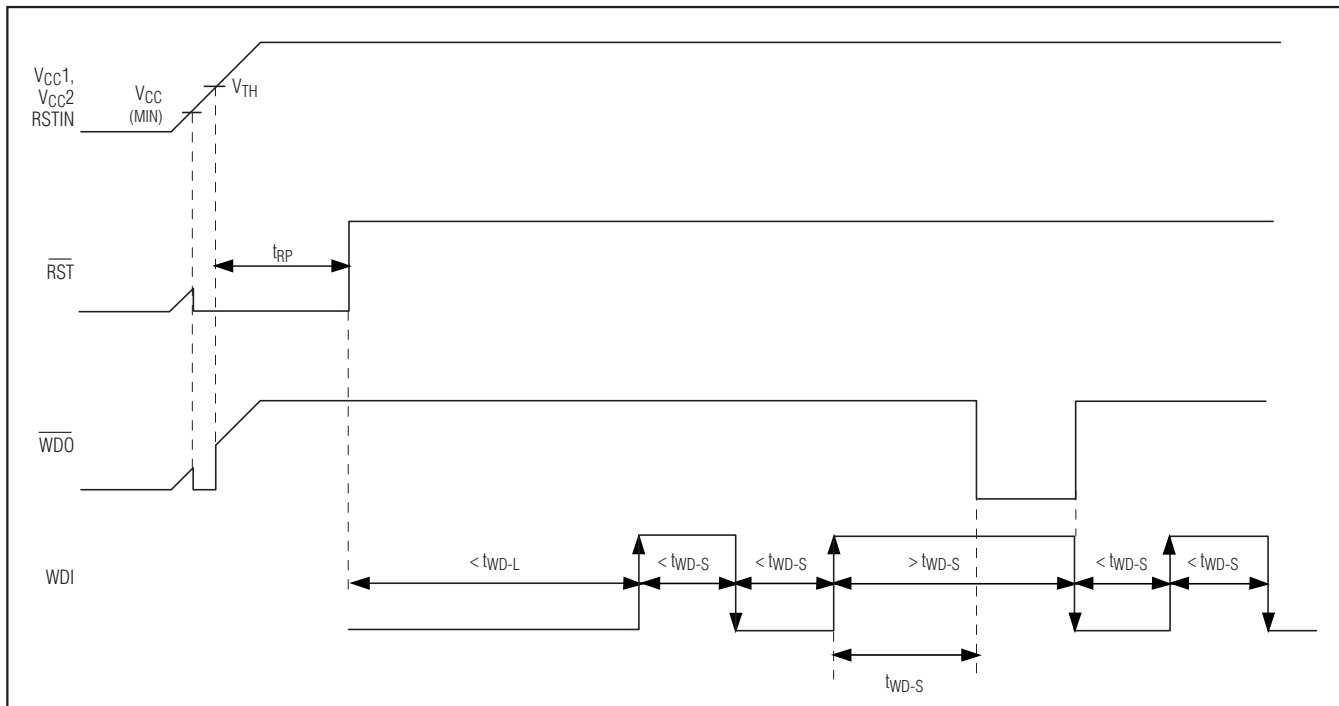 VCC1,
VCC2
RSTIN
VCC
(MIN)
VTH
RST
tRP
WDO
WDI
< tWD-L
< tWD-S
< tWD-S
> tWD-S
< tWD-S
< tWD-S
tWD-S